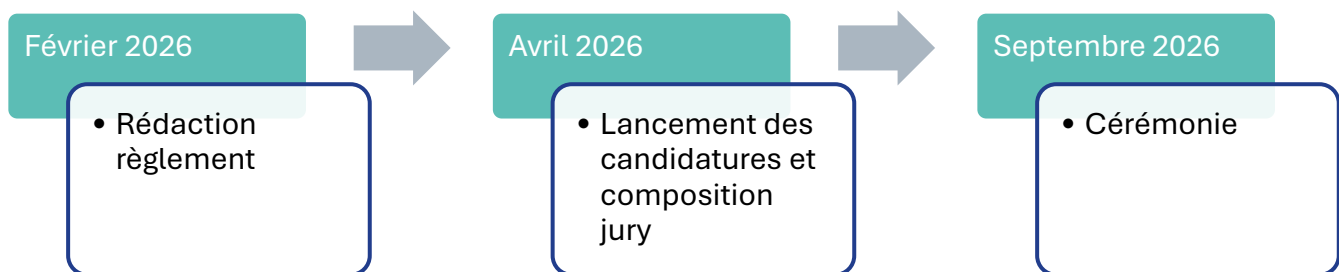 Février 2026
• Rédaction
règlement
Avril 2026
• Lancement des
candidatures et
composition
jury
Septembre 2026
• Cérémonie